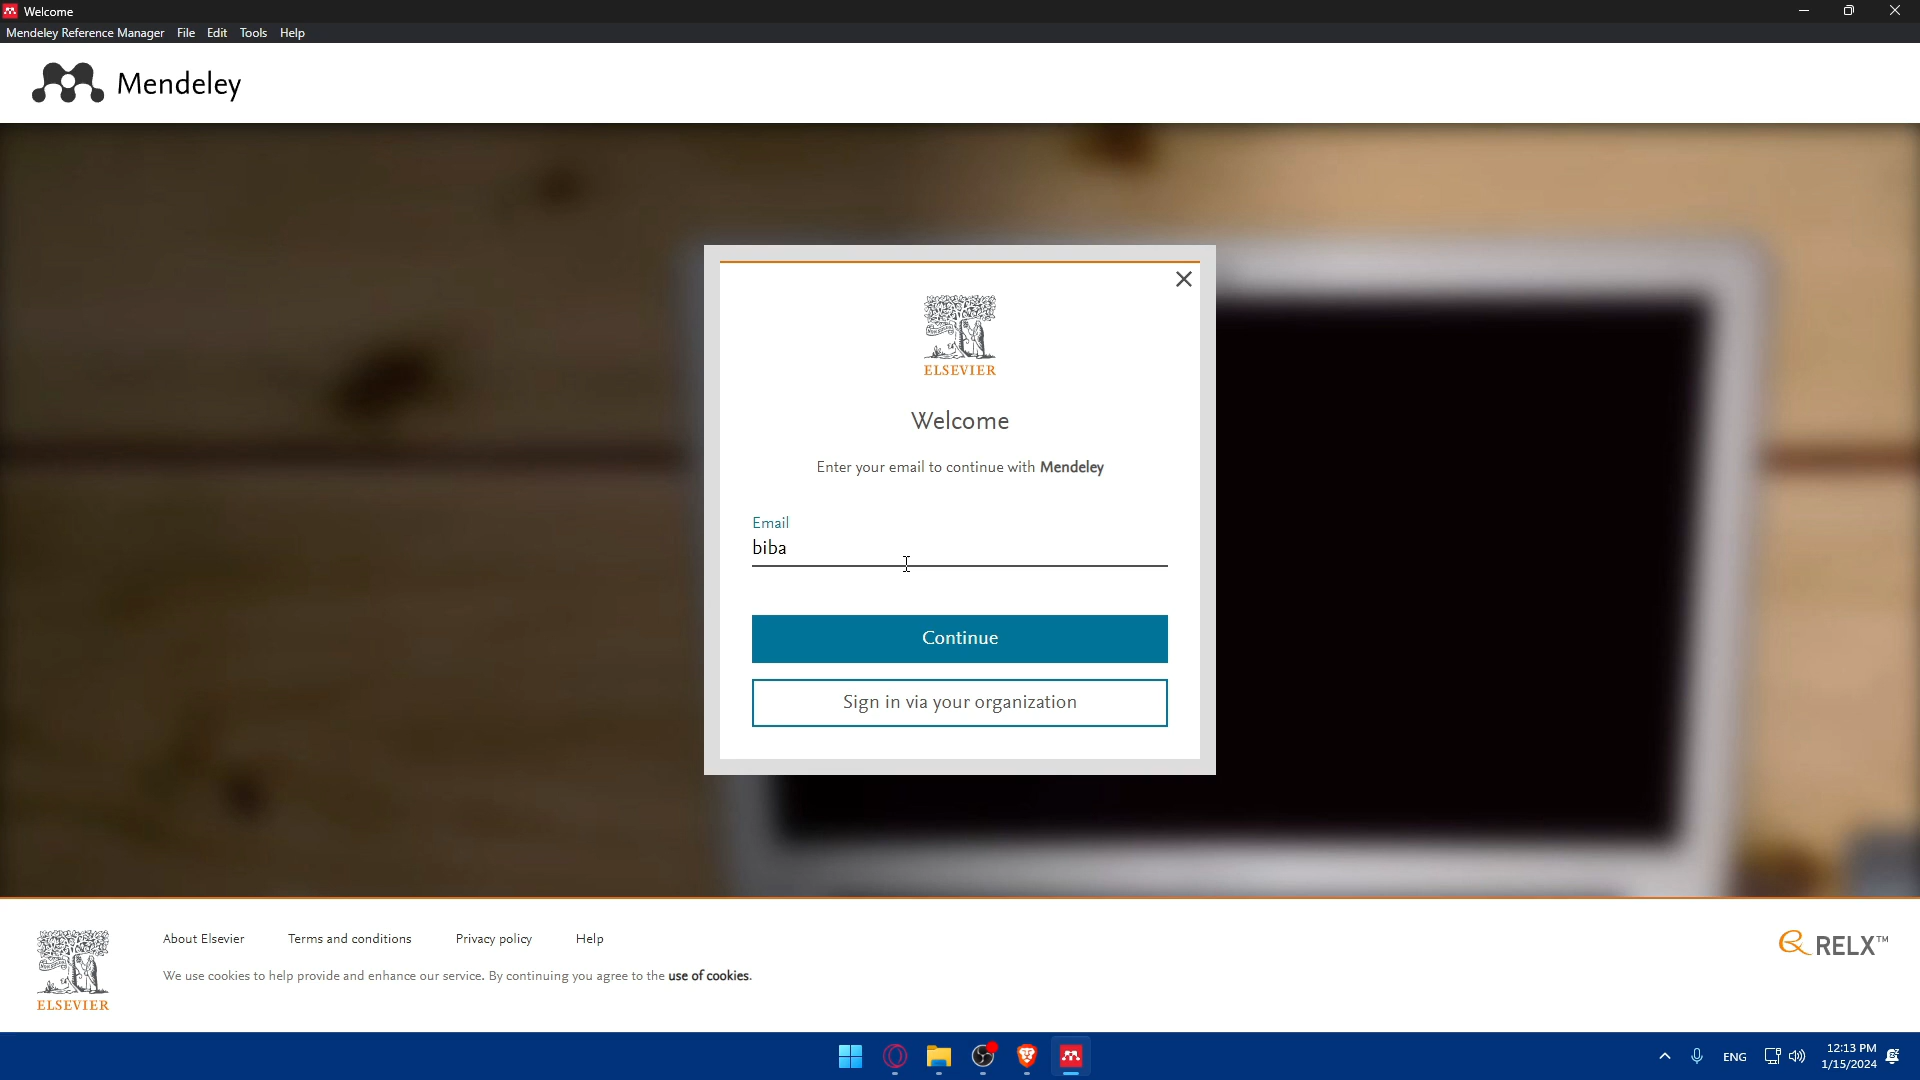 Welcome
Mendeley Reference Manager File Edit Tools Help
Mendeley
ELSEVIER
Welcome
Enter your email to continue with Mendeley
Email
biba
Continue
Sign in via your organization
About Elsevier Terms and conditions Privacy policy Help
We use cookies to help provide and enhance our service. By continuing you agree to the use of cookies.
ELSEVIER
RELX™
ENG
12:13 PM
1/15/2024